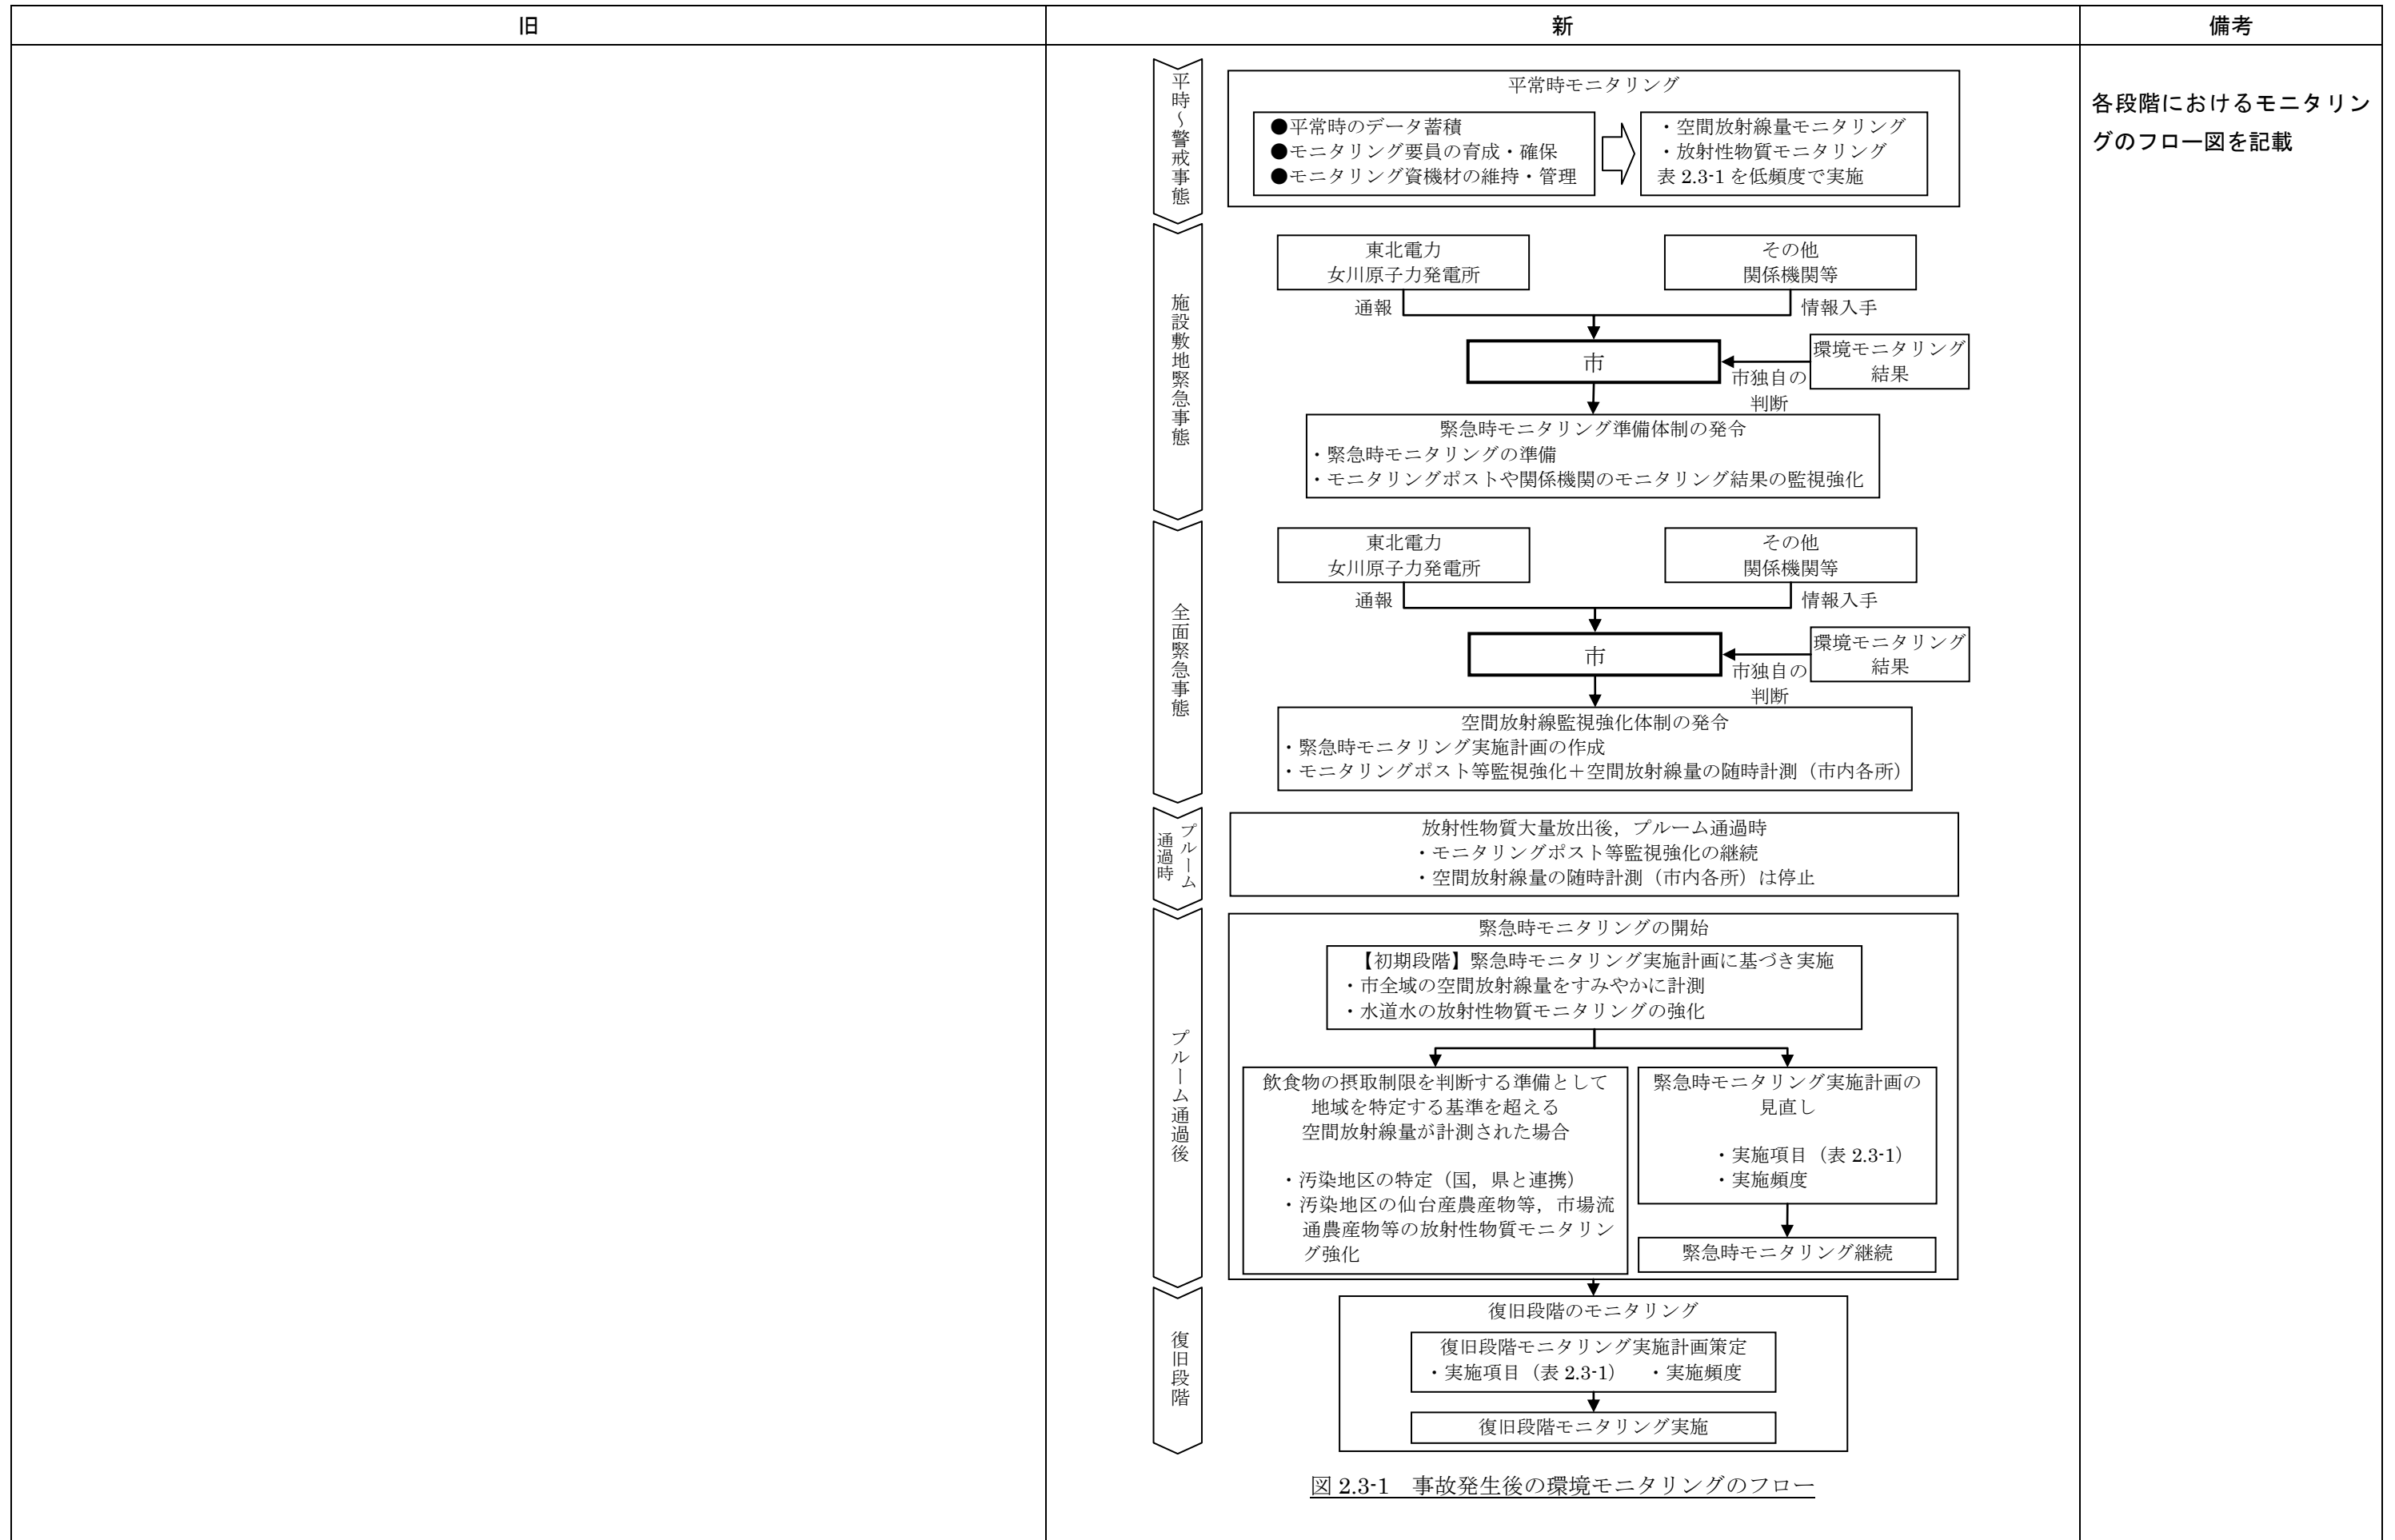 旧
新
備考
各段階におけるモニタリン
グのフロー図を記載
平時~警戒事態
平常時モニタリング
●平常時のデータ蓄積
●モニタリング要員の育成・確保
●モニタリング資機材の維持・管理
・空間放射線量モニタリング
・放射性物質モニタリング
表 2.3-1 を低頻度で実施
施設敷地緊急事態
東北電力
女川原子力発電所
その他
関係機関等
通報
情報入手
市
環境モニタリング
結果
市独自の
判断
緊急時モニタリング準備体制の発令
・緊急時モニタリングの準備
・モニタリングポストや関係機関のモニタリング結果の監視強化
全面緊急事態
東北電力
女川原子力発電所
その他
関係機関等
通報
情報入手
市
環境モニタリング
結果
市独自の
判断
空間放射線監視強化体制の発令
・緊急時モニタリング実施計画の作成
・モニタリングポスト等監視強化+空間放射線量の随時計測(市内各所)
プルーム
通過時
放射性物質大量放出後,プルーム通過時
・モニタリングポスト等監視強化の継続
・空間放射線量の随時計測(市内各所)は停止
プルーム通過後
緊急時モニタリングの開始
【初期段階】緊急時モニタリング実施計画に基づき実施
・市全域の空間放射線量をすみやかに計測
・水道水の放射性物質モニタリングの強化
飲食物の摂取制限を判断する準備として
地域を特定する基準を超える
空間放射線量が計測された場合
・汚染地区の特定(国,県と連携)
・汚染地区の仙台産農産物等,市場流
通農産物等の放射性物質モニタリン
グ強化
緊急時モニタリング実施計画の
見直し
・実施項目(表 2.3-1)
・実施頻度
緊急時モニタリング継続
復旧段階
復旧段階のモニタリング
復旧段階モニタリング実施計画策定
・実施項目(表 2.3-1) ・実施頻度
復旧段階モニタリング実施
図 2.3-1 事故発生後の環境モニタリングのフロー